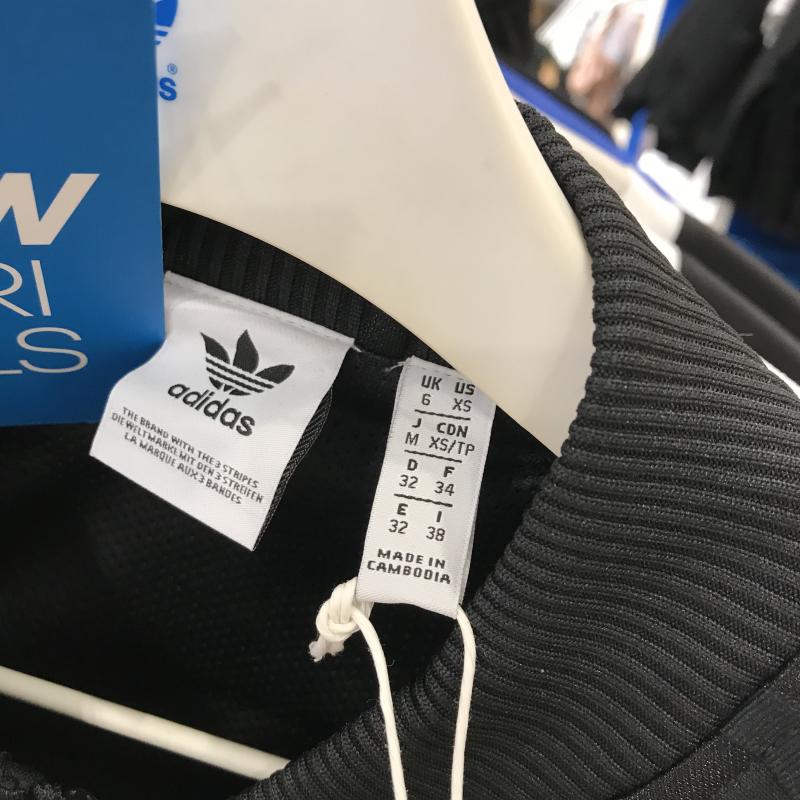 adidas
THE BRAND WITH THE 3 STRIPES
DIE WELTMARKE MIT DEN 3 STREIFEN
LA MARQUE AUX 3 BANDES
UK US
6 XS
J CDN
M XS/TP
D F
32 34
E I
32 38
MADE IN
CAMBODIA